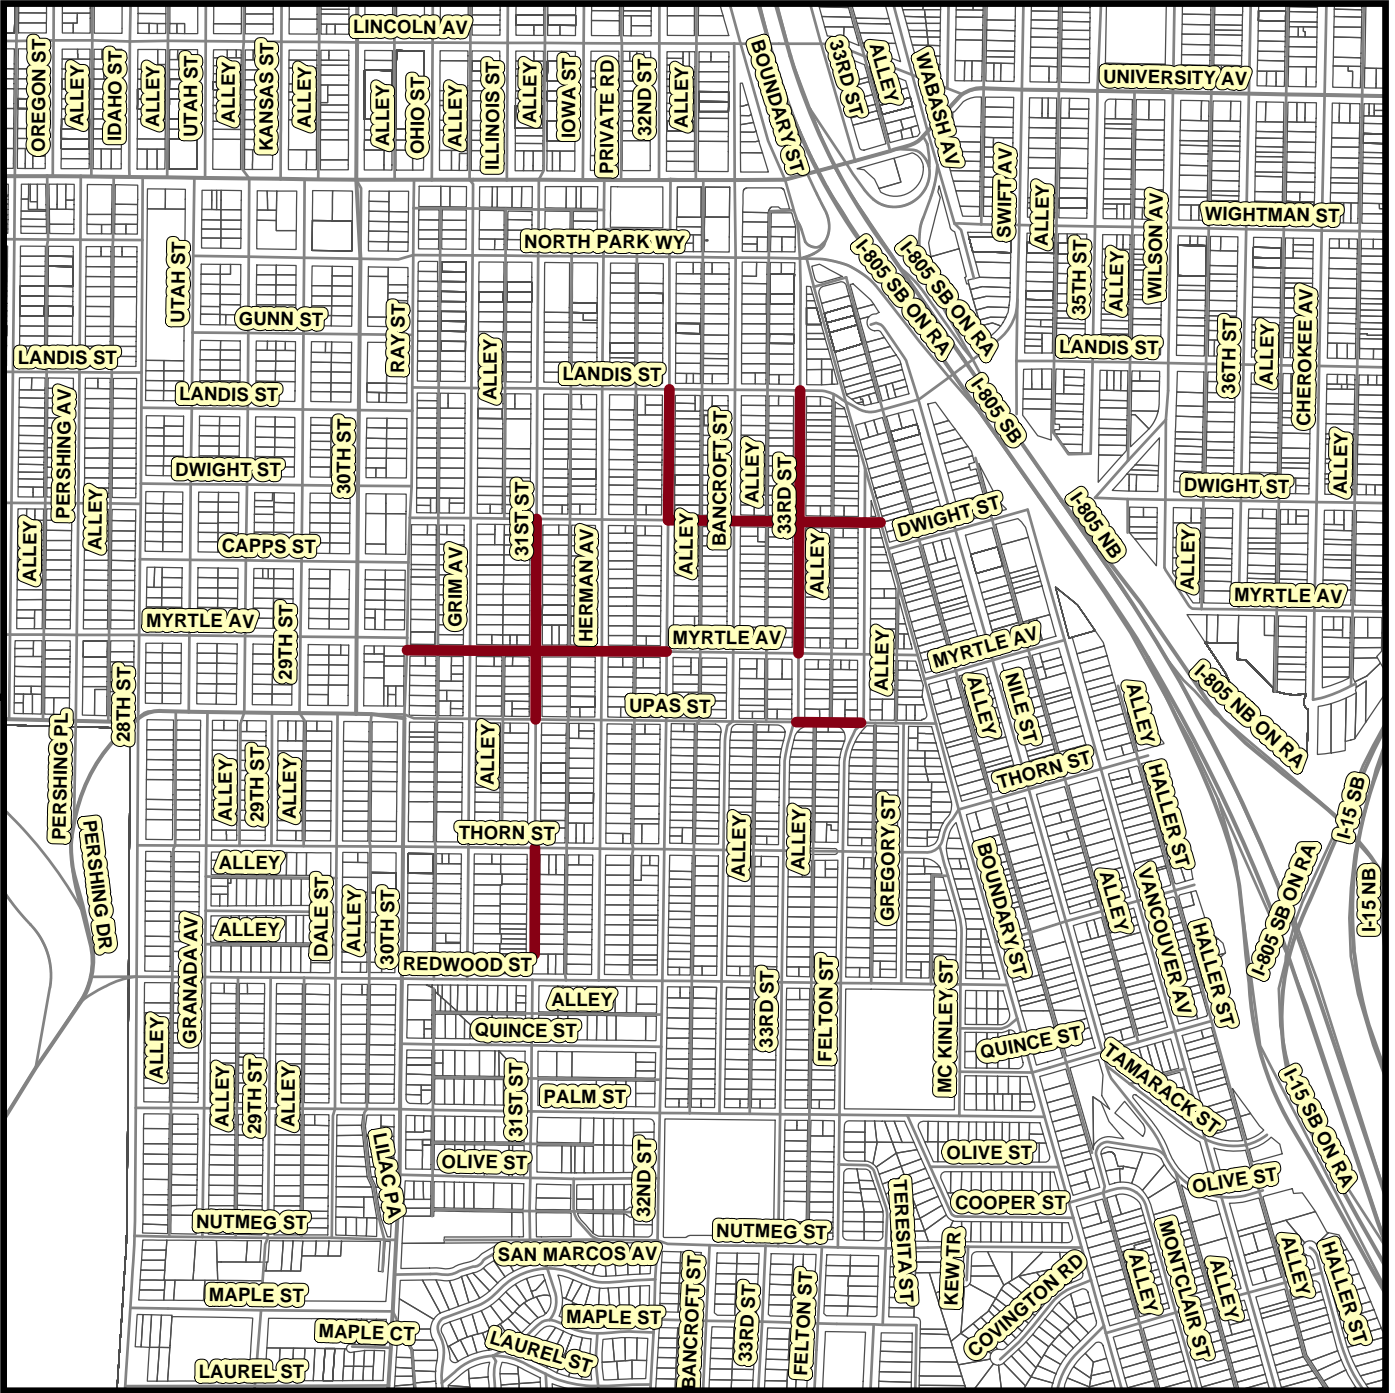 LINCOLN AV
OREGON ST
ALLEY
IDAHO ST
ALLEY
UTAH ST
ALLEY
KANSAS ST
ALLEY
ALLEY
OHIO ST
ALLEY
ILLINOIS ST
ALLEY
IOWA ST
PRIVATE RD
32ND ST
ALLEY
BOUNDARY ST
33RD ST
ALLEY
WABASH AV
UNIVERSITY AV
SWIFT AV
ALLEY
WILSON AV
WIGHTMAN ST
UTAH ST
NORTH PARK WY
I-805 SB ON RA
I-805 SB ON RA
35TH ST
ALLEY
GUNN ST
RAY ST
ALLEY
LANDIS ST
LANDIS ST
LANDIS ST
LANDIS ST
36TH ST
ALLEY
CHEROKEE AV
PERSHING AV
ALLEY
ALLEY
DWIGHT ST
30TH ST
31ST ST
BANCROFT ST
ALLEY
33RD ST
I-805 SB
ALLEY
DWIGHT ST
DWIGHT ST
I-805 NB
CAPPS ST
GRIM AV
HERMAN AV
ALLEY
ALLEY
ALLEY
MYRTLE AV
MYRTLE AV
29TH ST
MYRTLE AV
ALLEY
MYRTLE AV
28TH ST
UPAS ST
ALLEY
NILE ST
ALLEY
I-805 NB ON RA
PERSHING PL
ALLEY
29TH ST
ALLEY
ALLEY
THORN ST
THORN ST
HALLER ST
I-15 SB
PERSHING DR
ALLEY
ALLEY
GREGORY ST
ALLEY
DALE ST
ALLEY
30TH ST
BOUNDARY ST
ALLEY
VANCOUVER AV
I-805 SB ON RA
I-15 NB
GRANADA AV
ALLEY
REDWOOD ST
HALLER ST
ALLEY
ALLEY
QUINCE ST
33RD ST
FELTON ST
MC KINLEY ST
QUINCE ST
ALLEY
29TH ST
ALLEY
31ST ST
PALM ST
TAMARACK ST
I-15 SB ON RA
LILAC PA
OLIVE ST
32ND ST
OLIVE ST
OLIVE ST
TERESITA ST
COOPER ST
NUTMEG ST
NUTMEG ST
SAN MARCOS AV
KEW TR
COVINGTON RD
ALLEY
MONTCLAIR ST
ALLEY
ALLEY
HALLER ST
MAPLE ST
BANCROFT ST
33RD ST
FELTON ST
MAPLE ST
MAPLE CT
LAUREL ST
LAUREL ST